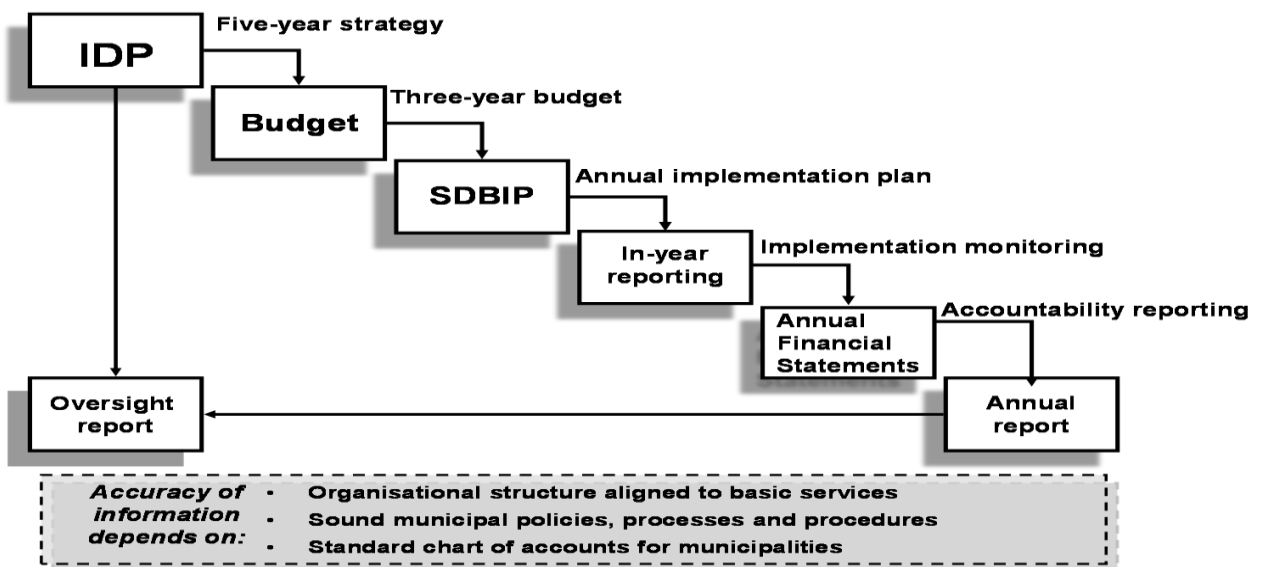 Five-year strategy
IDP
Three-year budget
Budget
Annual implementation plan
SDBIP
Implementation monitoring
In-year
reporting
Accountability reporting
Annual
Financial
Statements
Oversight
report
Annual
report
Accuracy of
information
depends on:
• Organisational structure aligned to basic services
• Sound municipal policies, processes and procedures
• Standard chart of accounts for municipalities